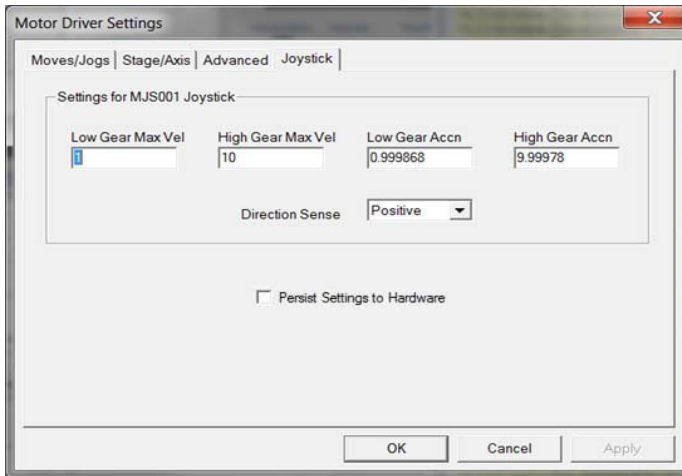 Motor Driver Settings
Moves/Jogs Stage/Axis Advanced Joystick
Settings for MJS001 Joystick
Low Gear Max Vel High Gear Max Vel Low Gear Accn High Gear Accn
1 10 0.999868 9.99978
Direction Sense Positive
Persist Settings to Hardware
OK Cancel Apply